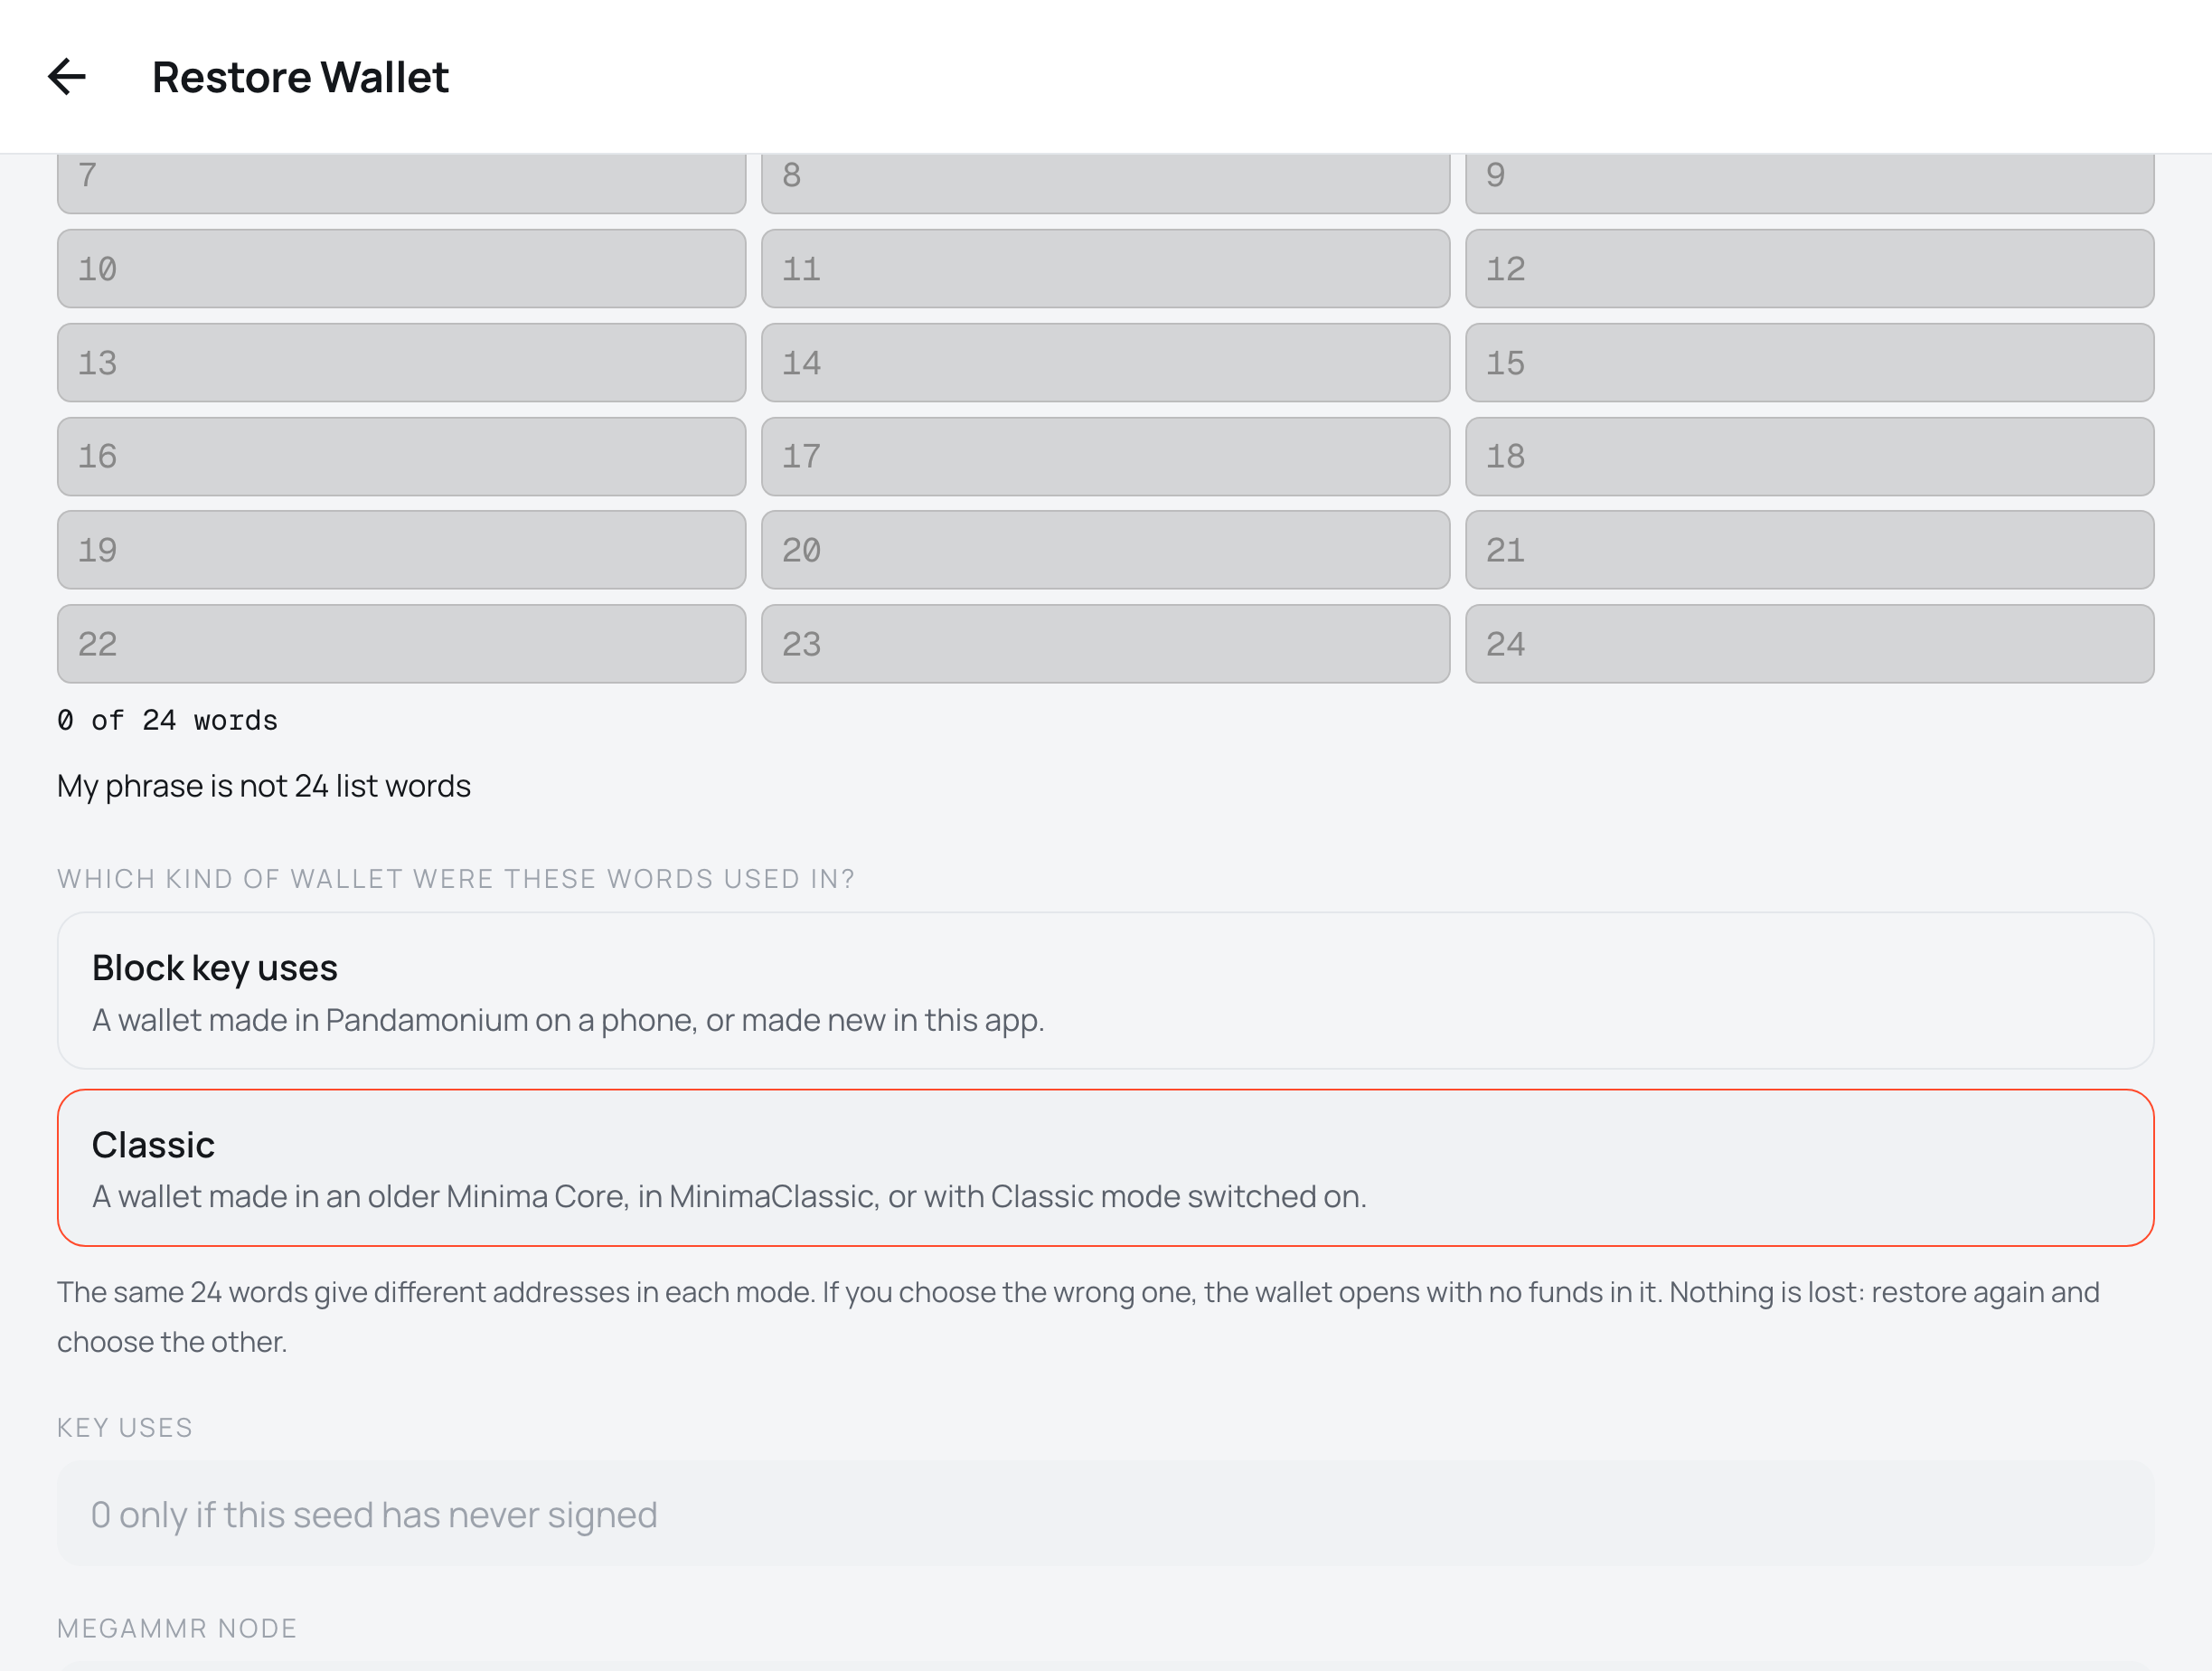 Restore Wallet
7 8 9
10 11 12
13 14 15
16 17 18
19 20 21
22 23 24
0 of 24 words
My phrase is not 24 list words
WHICH KIND OF WALLET WERE THESE WORDS USED IN?
Block key uses
A wallet made in Pandamonium on a phone, or made new in this app.
Classic
A wallet made in an older Minima Core, in MinimaClassic, or with Classic mode switched on.
The same 24 words give different addresses in each mode. If you choose the wrong one, the wallet opens with no funds in it. Nothing is lost: restore again and
choose the other.
KEY USES
0 only if this seed has never signed
MEGAMMR NODE